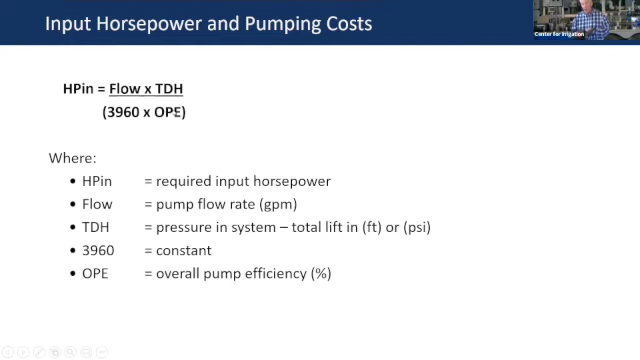 Input Horsepower and Pumping Costs
Center for Irrigation
HPin = Flow x TDH
(3960 x OPE)
Where:
• HPin = required input horsepower
• Flow = pump flow rate (gpm)
• TDH = pressure in system – total lift in (ft) or (psi)
• 3960 = constant
• OPE = overall pump efficiency (%)